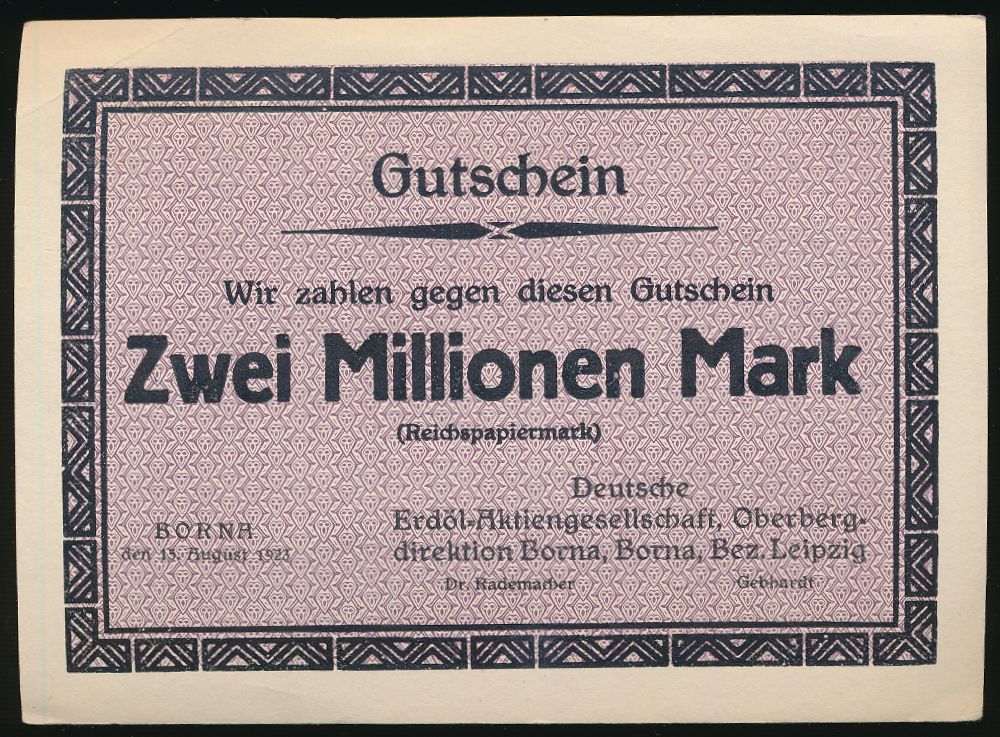 Gutschein
Wir zahlen gegen diesen Gutschein
Zwei Millionen Mark
(Reichspapiermark)
Deutsche
Erdöl-Aktiengesellschaft, Oberberg-
direktion Borna, Borna, Bez. Leipzig
BORNA
den 13. August 1923
Dr. Rademacher Gebhardt